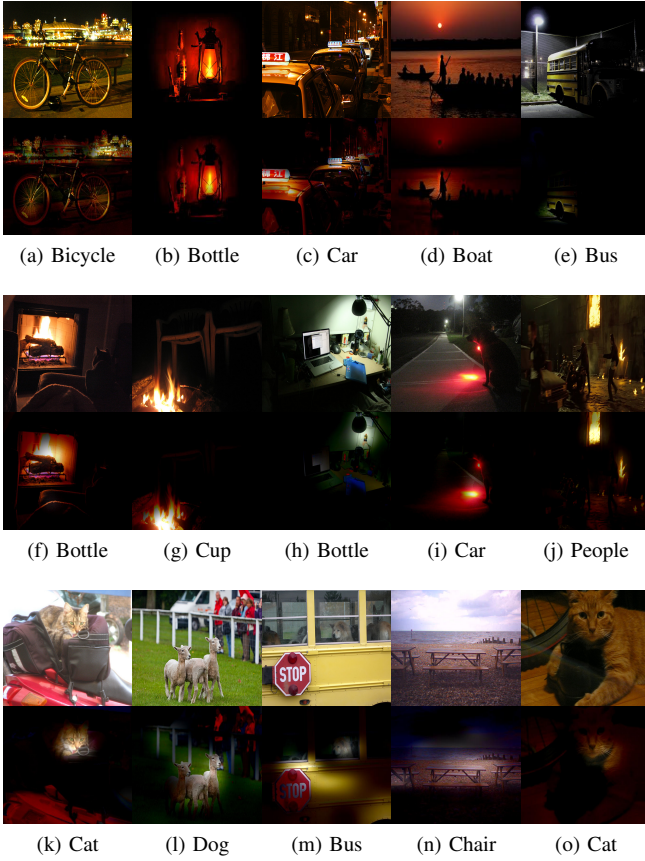 (a) Bicycle (b) Bottle (c) Car (d) Boat (e) Bus
(f) Bottle (g) Cup (h) Bottle (i) Car (j) People
STOP
STOP
(k) Cat (l) Dog (m) Bus (n) Chair (o) Cat